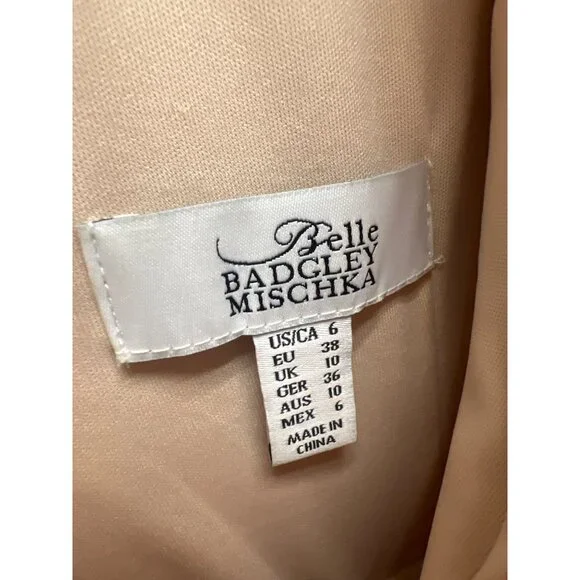 Belle
BADGLEY
MISCHKA
US/CA 6
EU 38
UK 10
GER 36
AUS 10
MEX 6
MADE IN
CHINA